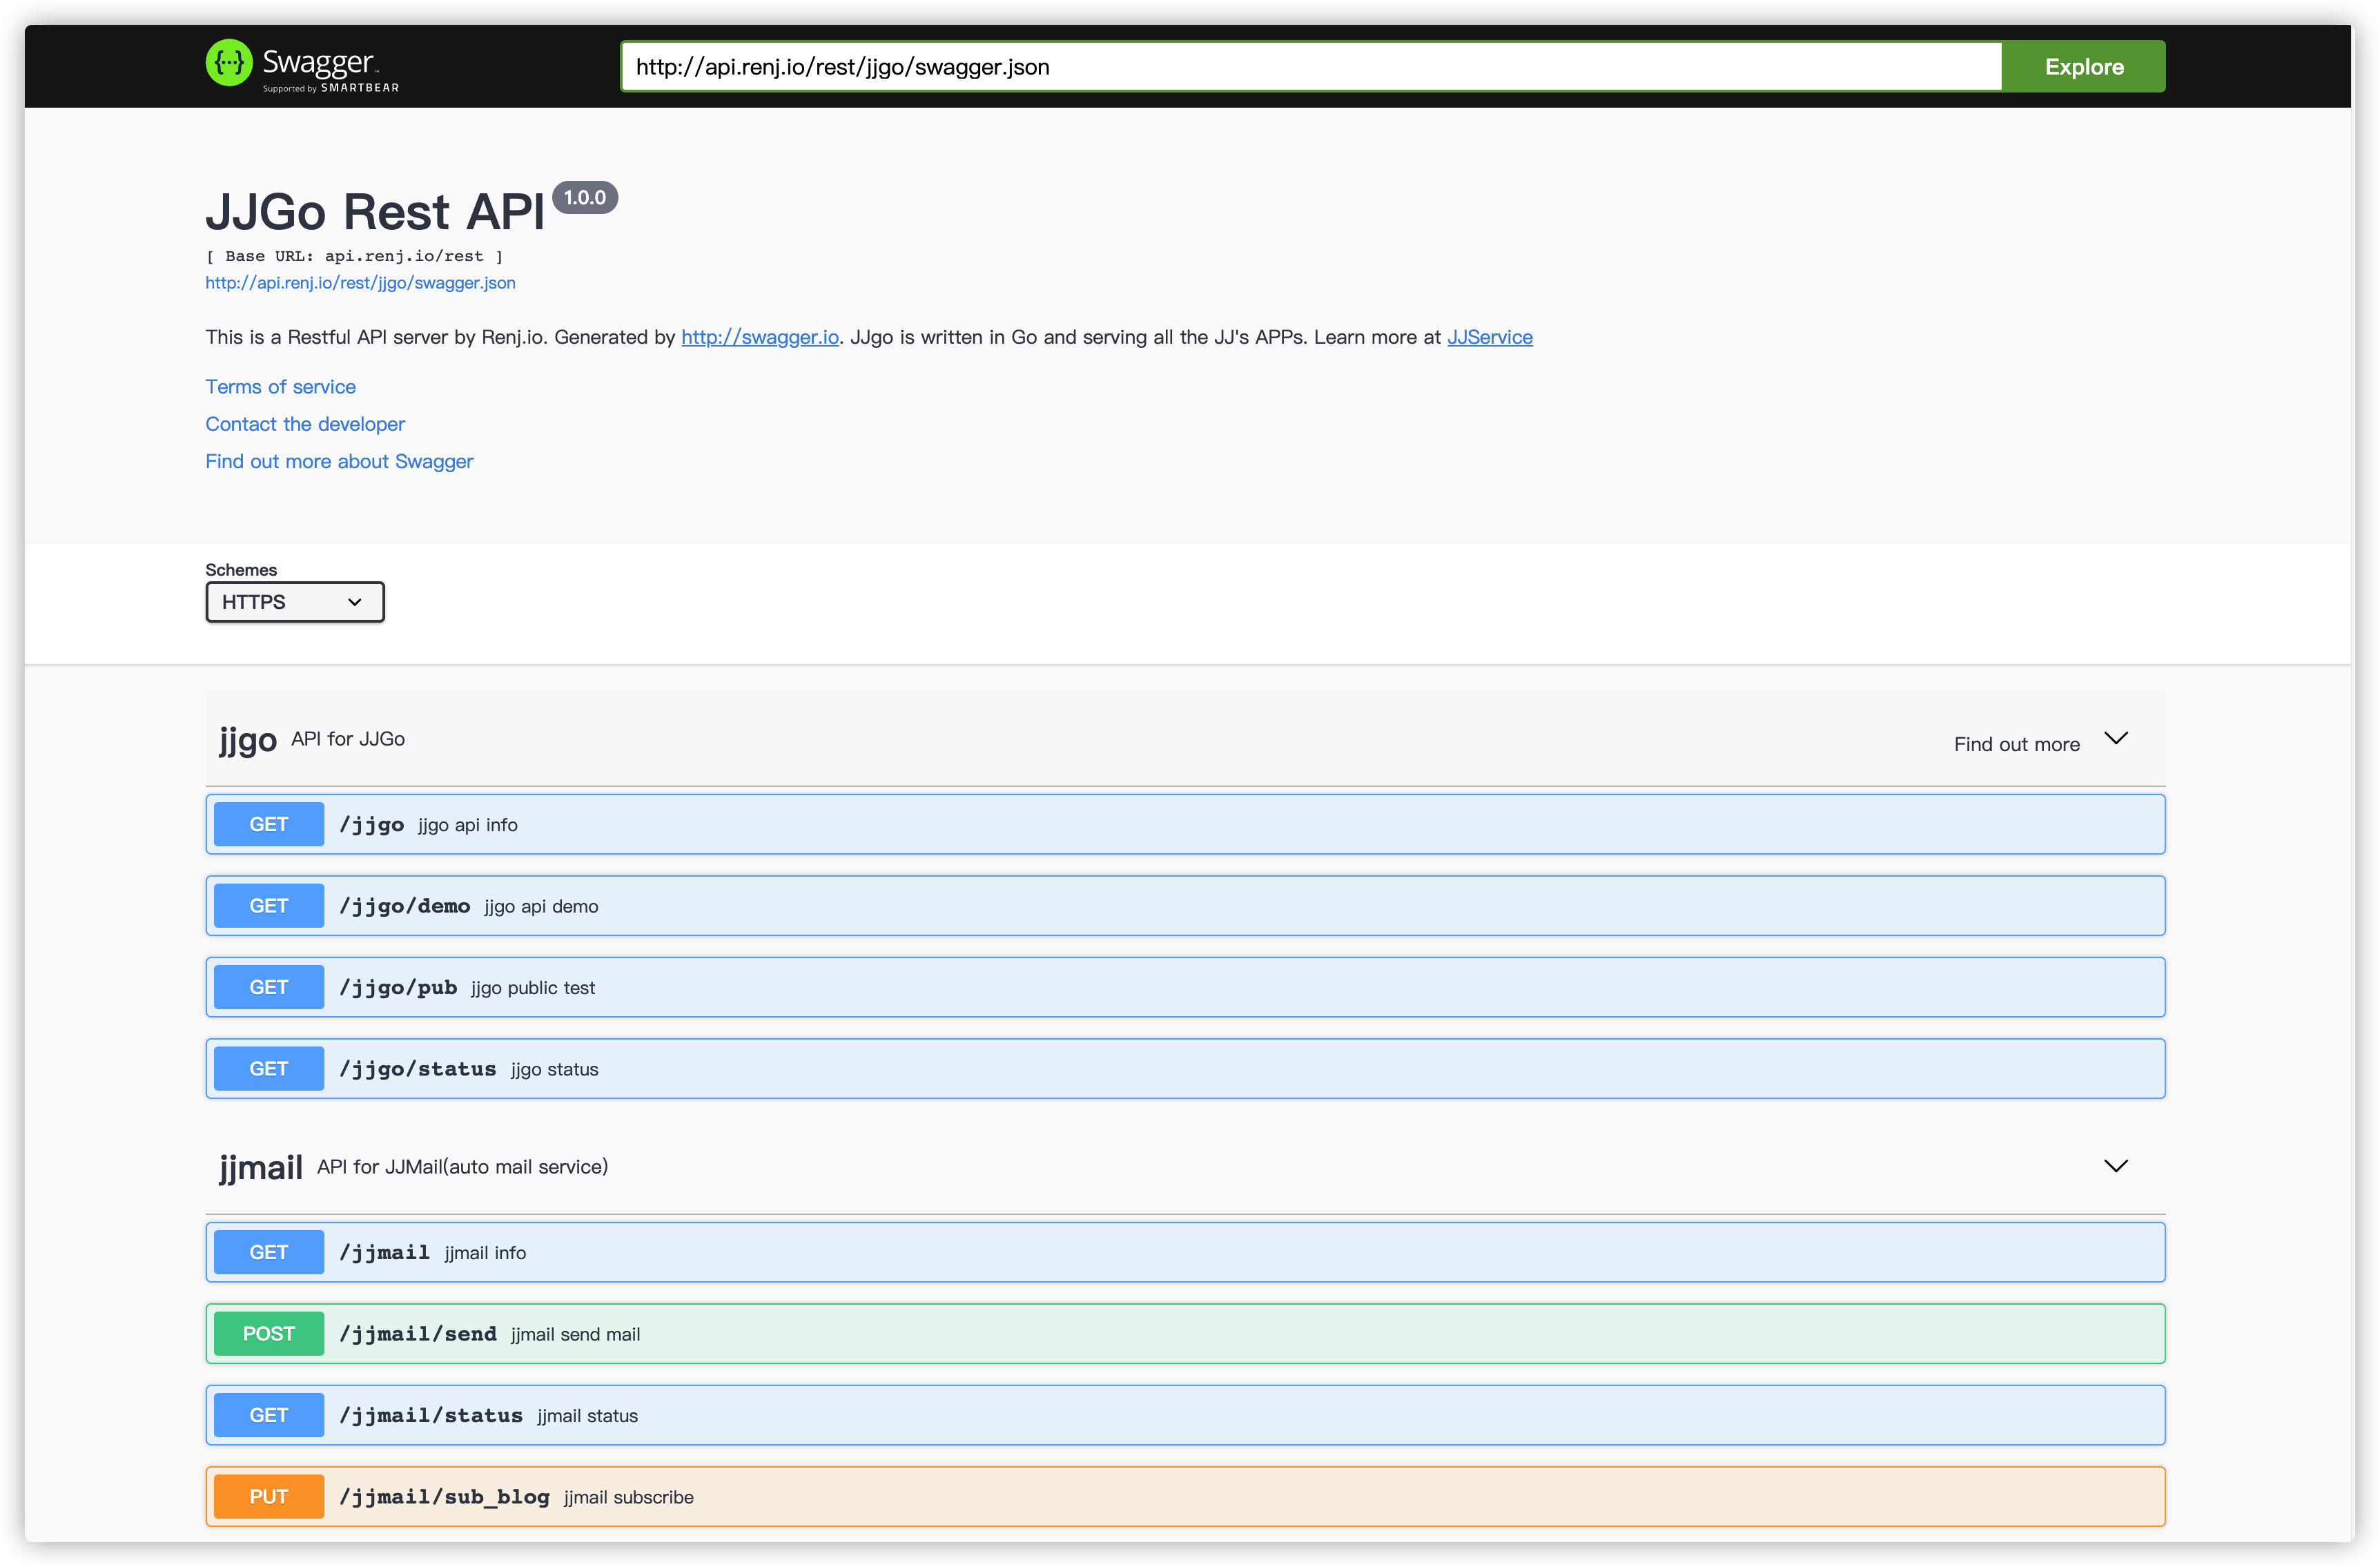 {···} Swagger™
Supported by SMARTBEAR
http://api.renj.io/rest/jjgo/swagger.json
Explore
JJGo Rest API 1.0.0
[ Base URL: api.renj.io/rest ]
http://api.renj.io/rest/jjgo/swagger.json
This is a Restful API server by Renj.io. Generated by http://swagger.io. JJgo is written in Go and serving all the JJ's APPs. Learn more at JJService
Terms of service
Contact the developer
Find out more about Swagger
Schemes
HTTPS
jjgo API for JJGo Find out more
GET /jjgo jjgo api info
GET /jjgo/demo jjgo api demo
GET /jjgo/pub jjgo public test
GET /jjgo/status jjgo status
jjmail API for JJMail(auto mail service)
GET /jjmail jjmail info
POST /jjmail/send jjmail send mail
GET /jjmail/status jjmail status
PUT /jjmail/sub_blog jjmail subscribe